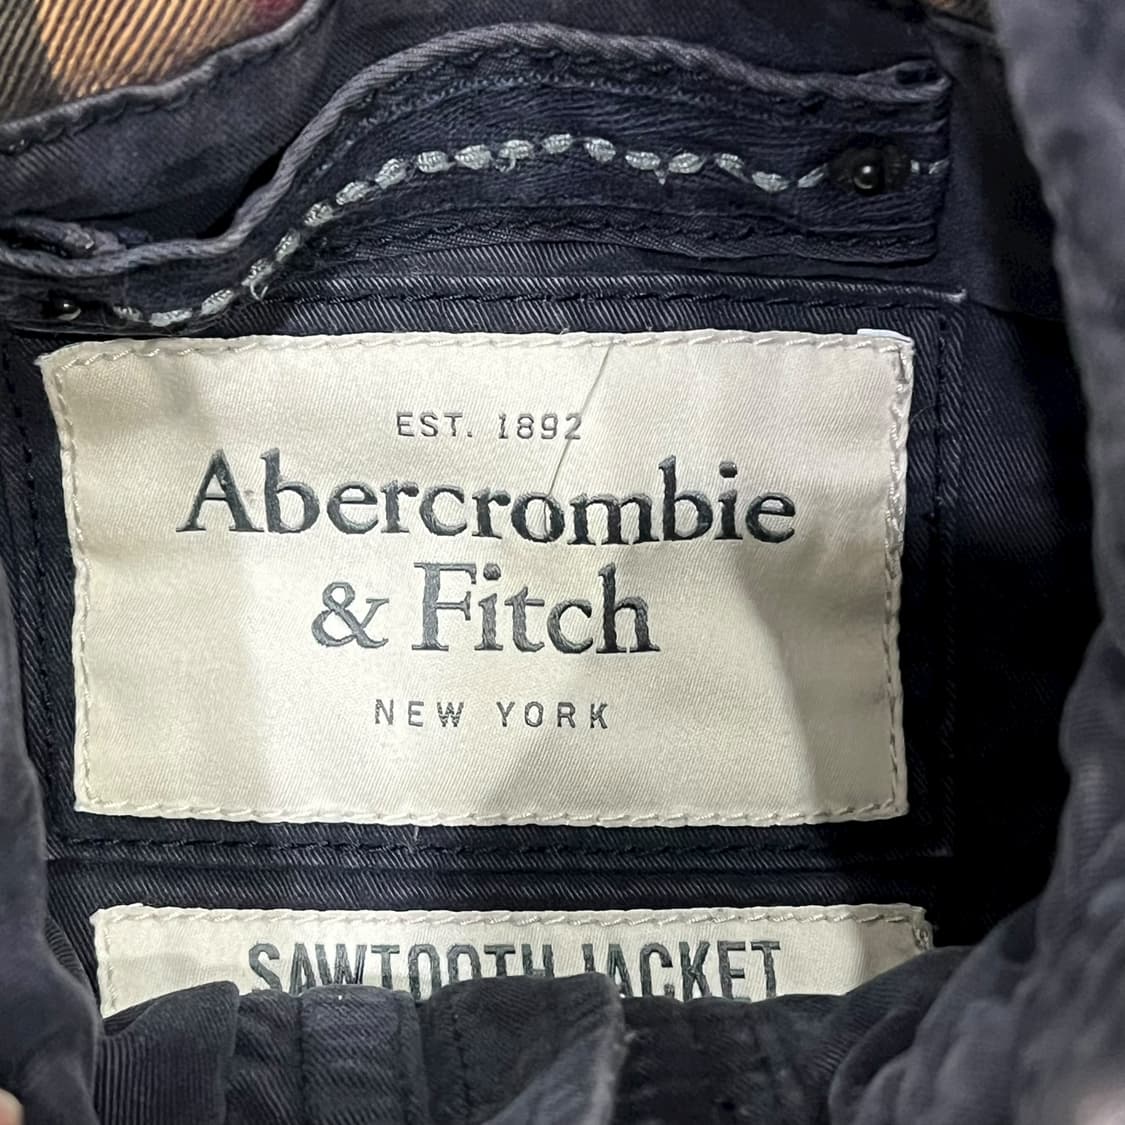 EST. 1892
Abercrombie
& Fitch
NEW YORK
SAWTOOTH JACKET